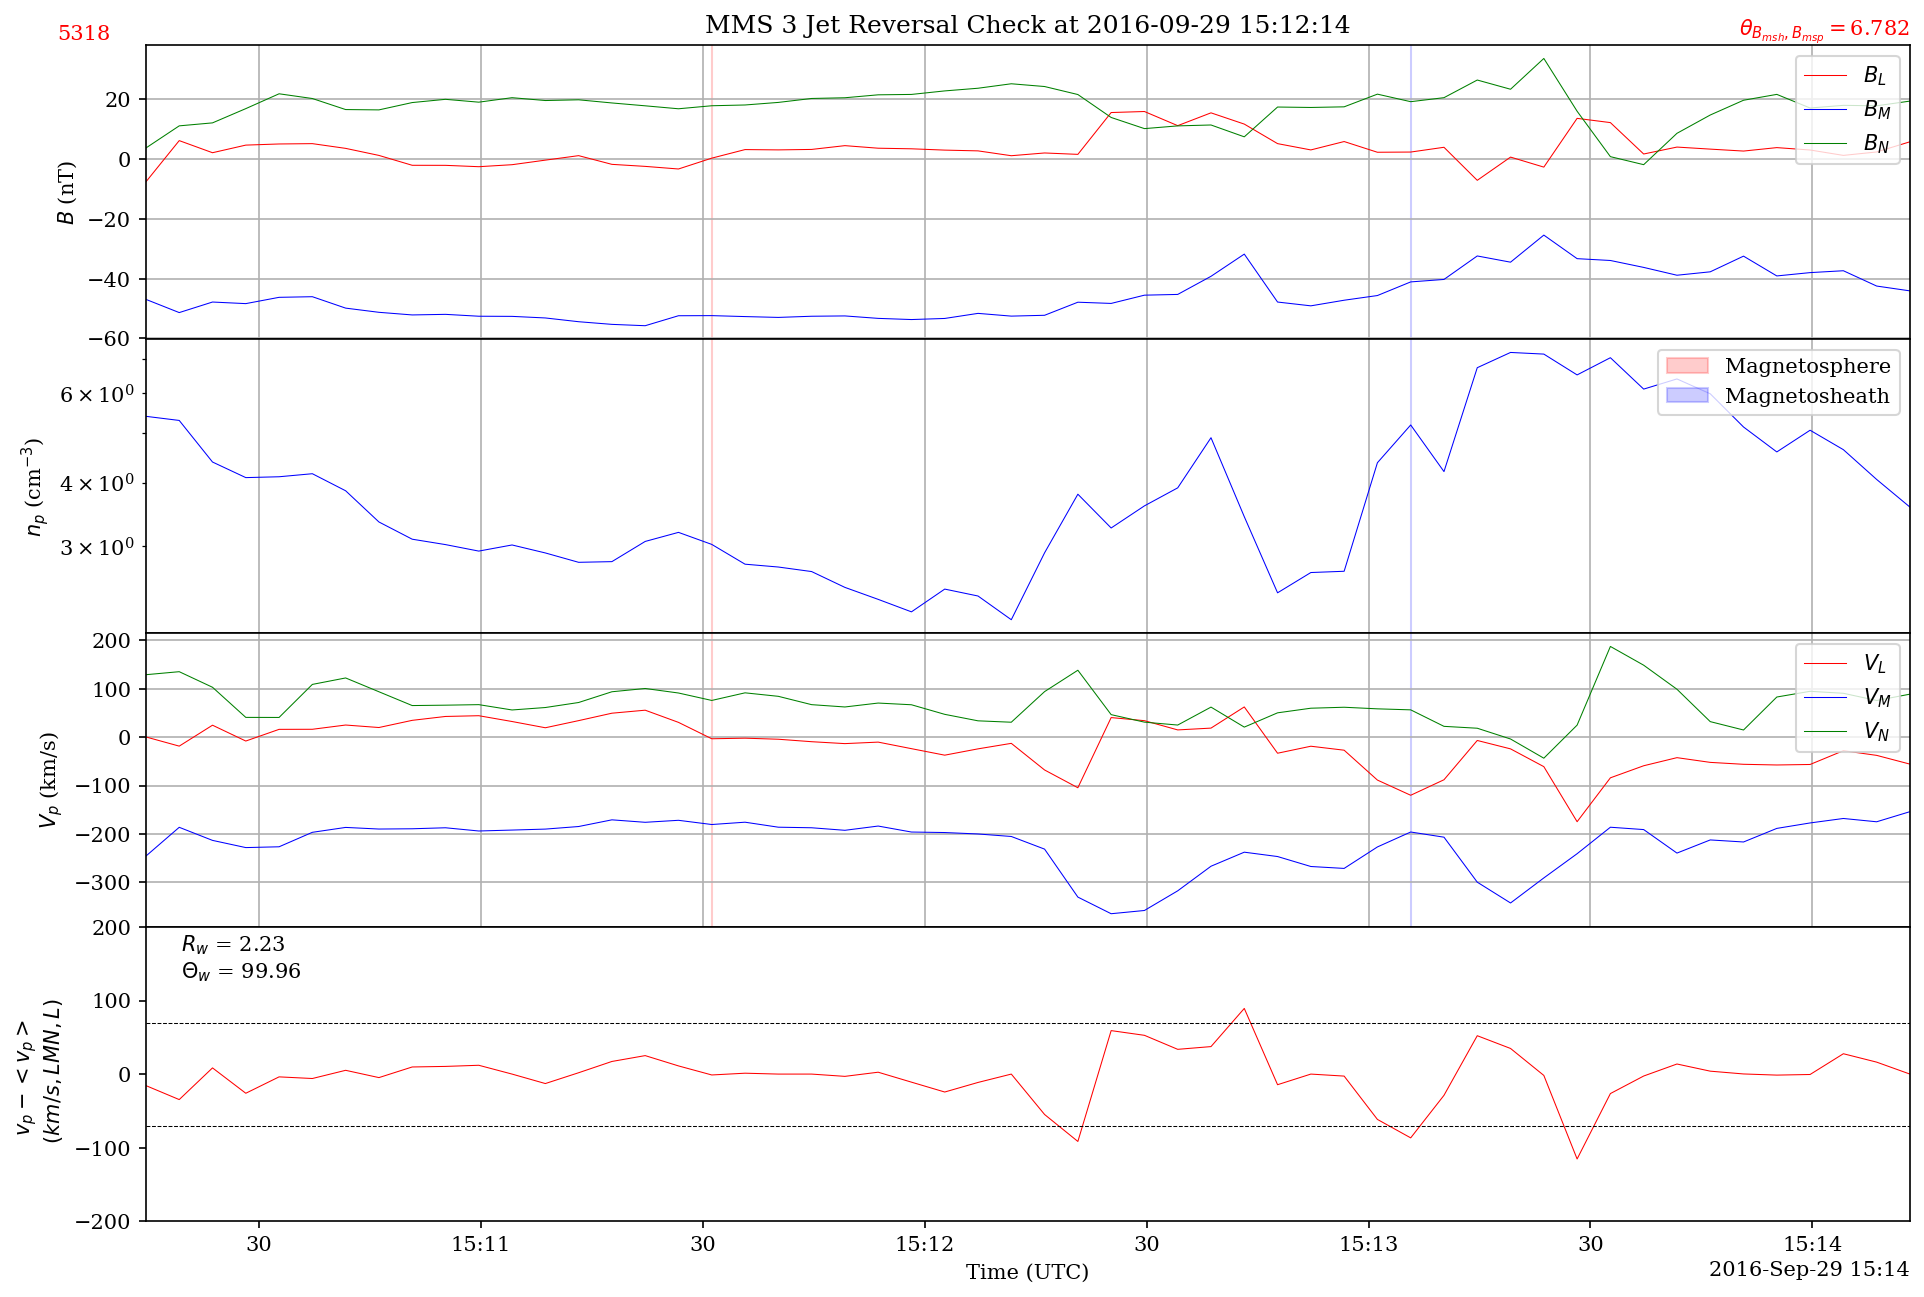 MMS 3 Jet Reversal Check at 2016-09-29 15:12:14
5318
θ_{B_{msh}, B_{msp}} = 6.782
B (nT)
20
0
−20
−40
−60
B_L
B_M
B_N
n_p (cm^{−3})
6 × 10^0
4 × 10^0
3 × 10^0
Magnetosphere
Magnetosheath
V_p (km/s)
200
100
0
−100
−200
−300
V_L
V_M
V_N
v_p − < v_p >
(km/s, LMN, L)
200
100
0
−100
−200
R_w = 2.23
Θ_w = 99.96
30
15:11
30
15:12
30
15:13
30
15:14
Time (UTC)
2016-Sep-29 15:14